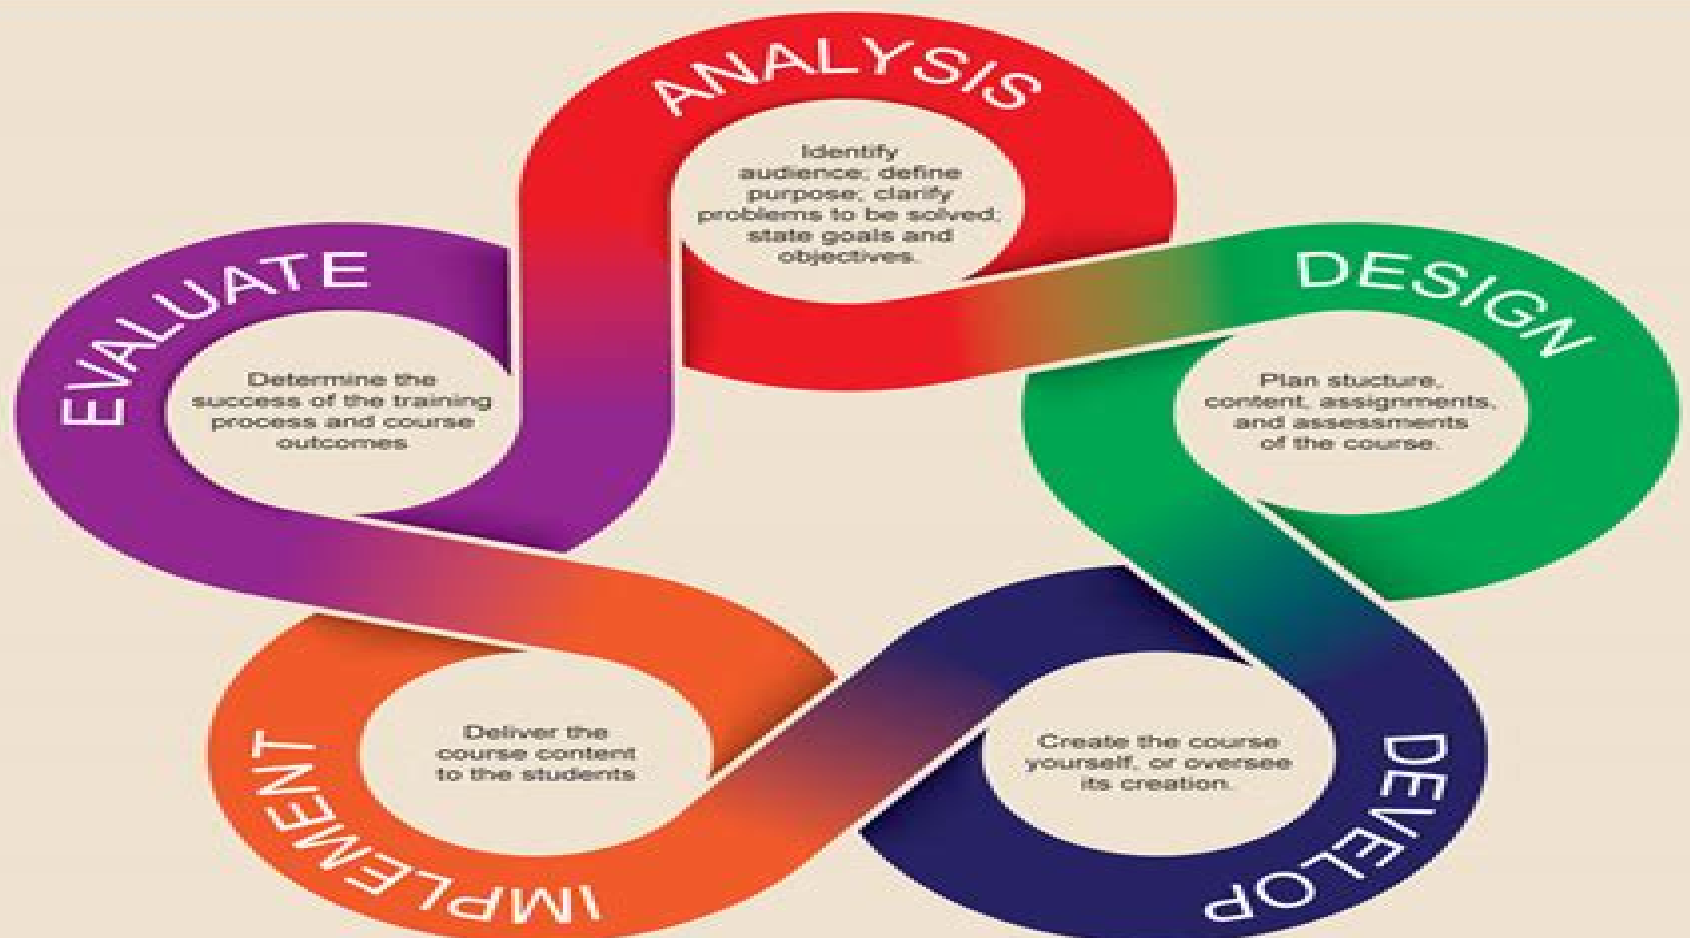 ANALYSIS
Identify
audience; define
purpose; clarify
problems to be solved;
state goals and
objectives.
DESIGN
Plan stucture,
content, assignments,
and assessments
of the course.
DEVELOP
Create the course
yourself, or oversee
its creation.
IMPLEMENT
Deliver the
course content
to the students
EVALUATE
Determine the
success of the training
process and course
outcomes